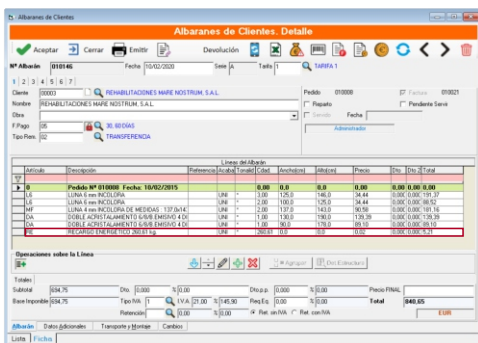 Albaranes de Clientes
Albaranes de Clientes. Detalle
Aceptar Cerrar Emitir Devolución
Nº Albarán 010146 Fecha 10/02/2020 Serie A Tarifa 1 TARIFA 1
1 2 3 4 5 6 7
Cliente 00003 REHABILITACIONES MARE NOSTRUM, S.A.L. Pedido 010008 Factura 010021
Nombre REHABILITACIONES MARE NOSTRUM, S.A.L. Reparto Pendiente Servir
Obra Servido Fecha
F.Pago 05 30, 60 DÍAS Administrador
Tipo Rem. 02 TRANSFERENCIA
Líneas del Albarán
Artículo Descripción Referencia Acaba Tonalid Cdad. Ancho(cm) Alto(cm) Precio Dto. Dto.2 Total
0 Pedido Nº 010008 Fecha: 10/02/2015 0,00 0,0 0,0 0,00 0,00 0,00 0,00
L6 LUNA 6 mm INCOLORA UNI * 3,00 125,0 146,0 34,44 0,00 0,00 191,37
L6 LUNA 6 mm INCOLORA UNI * 2,00 100,0 125,0 34,44 0,00 0,00 88,52
MF LUNA 4 mm INCOLORA DE MEDIDAS : 137,0x14 UNI * 2,00 137,0 143,0 90,58 0,00 0,00 181,16
DA DOBLE ACRISTALAMIENTO 6/8/8 EMISIVO 4 DI UNI * 1,00 130,0 190,0 139,39 0,00 0,00 139,39
DA DOBLE ACRISTALAMIENTO 6/8/8 EMISIVO 4 DI UNI * 1,00 90,0 178,0 89,10 0,00 0,00 89,10
RE RECARGO ENERGETICO 260,61 kg. UNI * 260,61 0,0 0,0 0,02 0,00 0,00 5,21
Operaciones sobre la Línea
Agrupar Dto.Estructura
Totales
Subtotal 694,75 Dto. 0,000 % 0,00 Dto.p.p. 0,000 % 0,00 Precio FINAL
Base Imponible 694,75 Tipo IVA 1 I.V.A. 21,00 % 145,90 Req.Eq. 0,00 % 0,00 Total 840,65
Retención % 0,00 Ret. sin IVA Ret. con IVA EUR
Albarán Datos Adicionales Transporte y Montaje Cambios
Lista Ficha